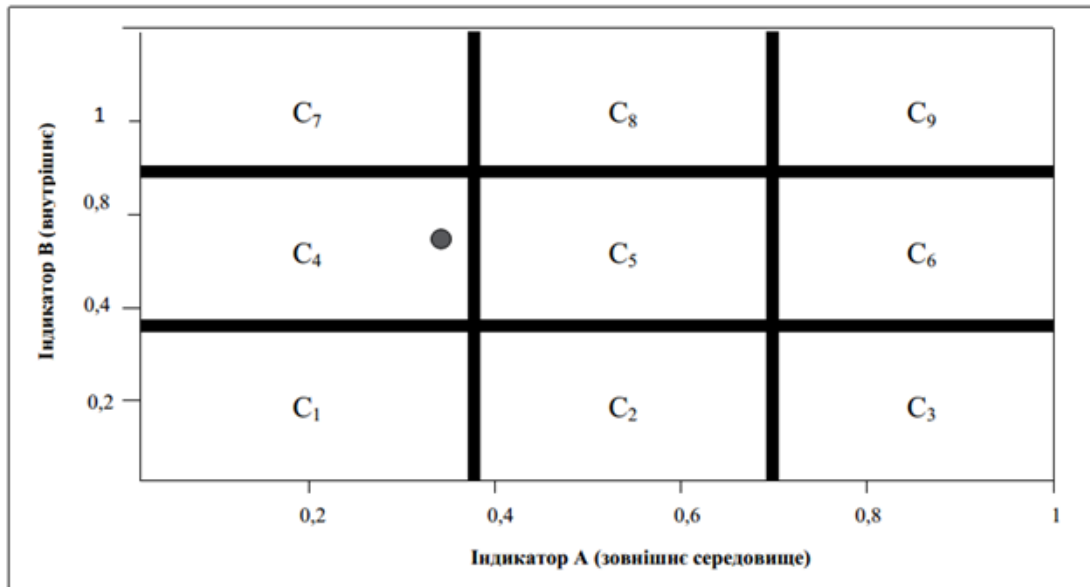 Індикатор В (внутрішнє)
1
0,8
0,4
0,2
C₇
C₈
C₉
C₄
C₅
C₆
C₁
C₂
C₃
0,2
0,4
0,6
0,8
1
Індикатор А (зовнішнє середовище)